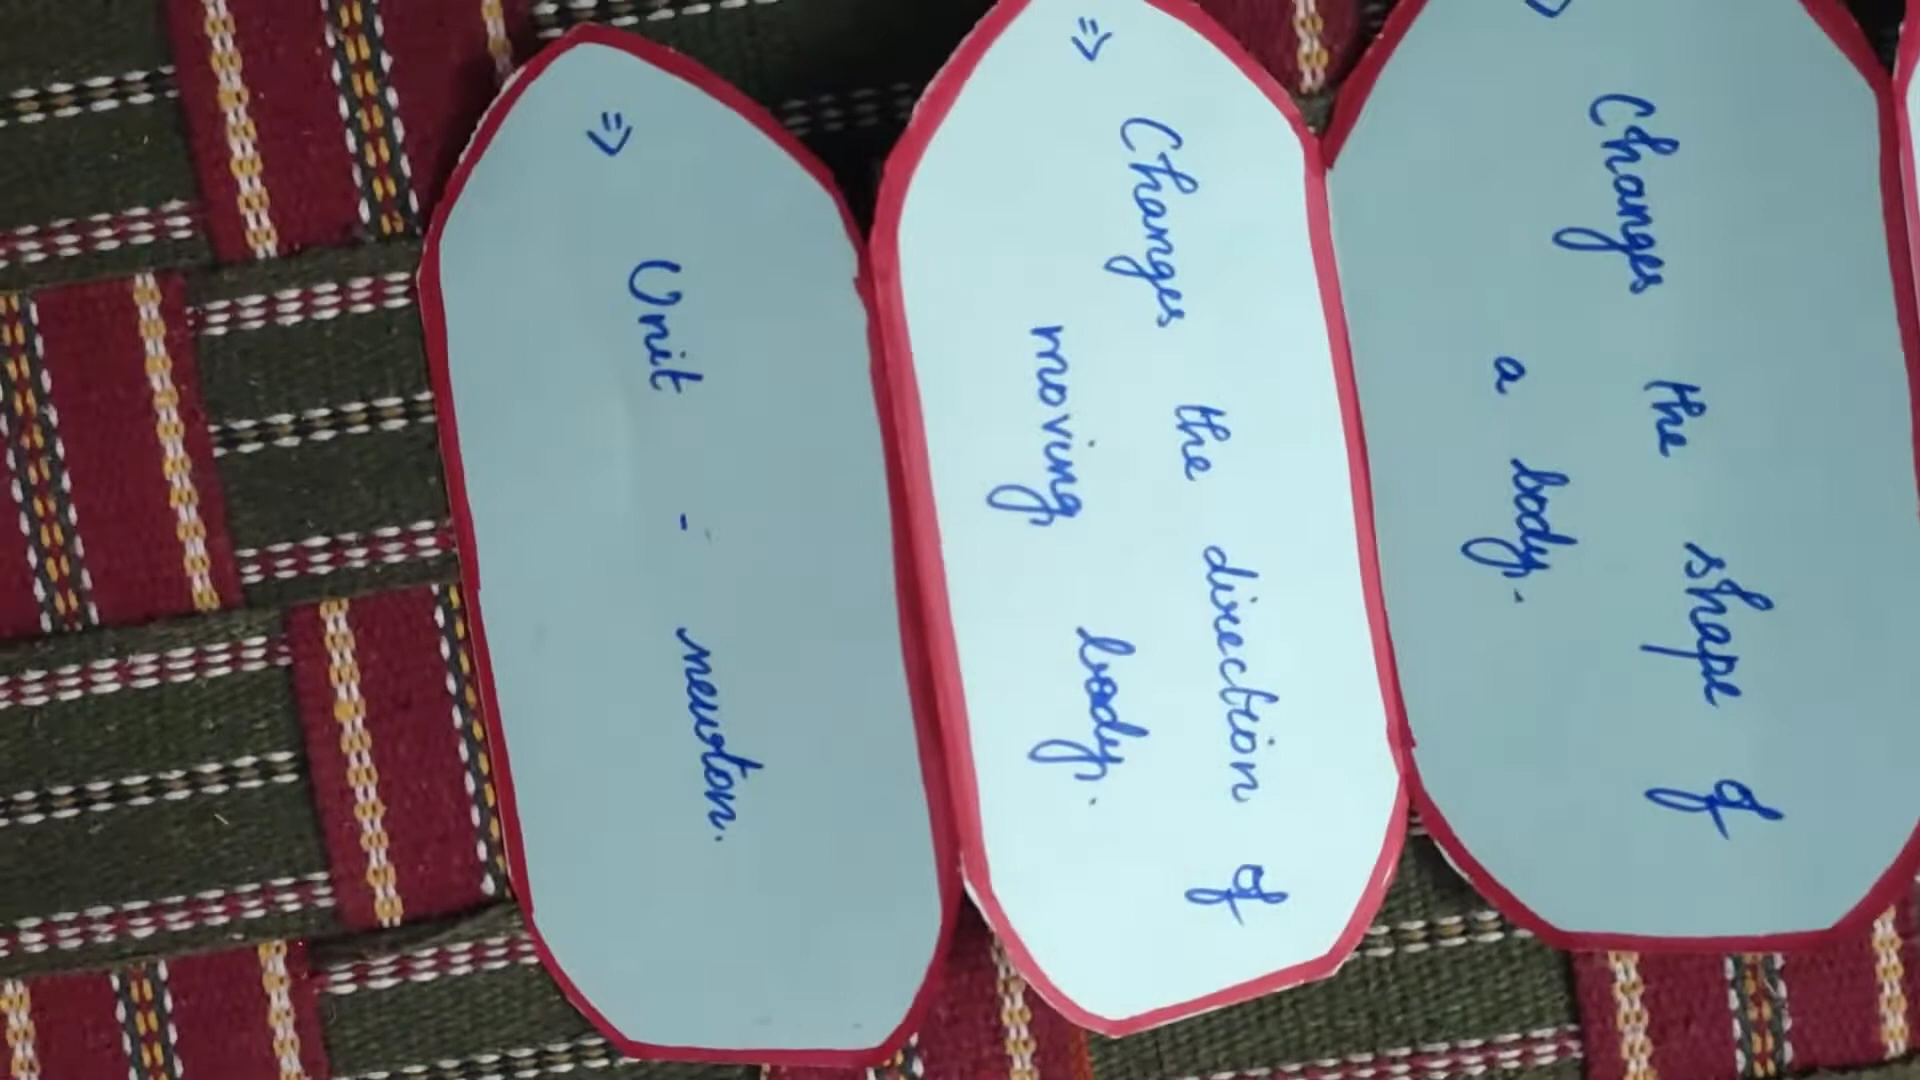 ⇒ Changes the shape of
a body.
⇒ Changes the direction of
moving body.
⇒ Unit - newton.